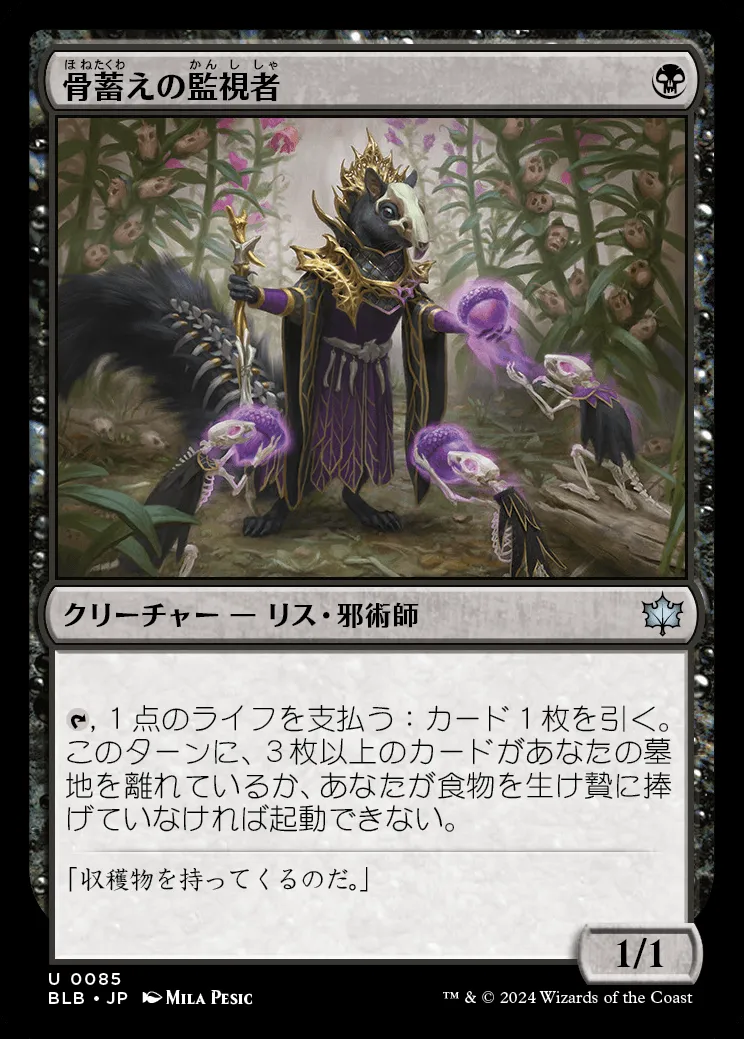 ほねたくわ かんししゃ
骨蓄えの監視者
クリーチャー — リス・邪術師
, 1点のライフを支払う：カード1枚を引く。
このターンに、3枚以上のカードがあなたの墓
地を離れているか、あなたが食物を生け贄に捧
げていなければ起動できない。
「収穫物を持ってくるのだ。」
1/1
U 0085
BLB • JP MILA PESIC
™ & © 2024 Wizards of the Coast